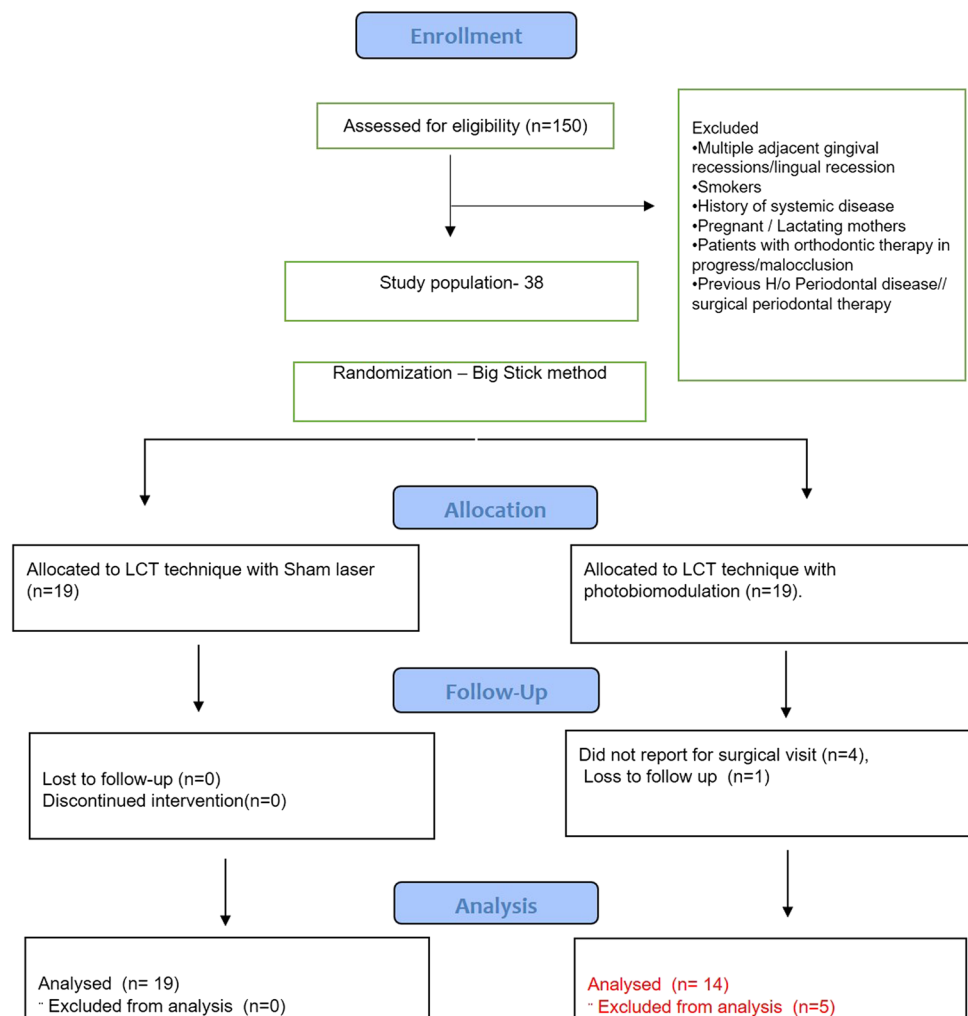 Enrollment
Assessed for eligibility (n=150)
Excluded
•Multiple adjacent gingival
recessions/lingual recession
•Smokers
•History of systemic disease
•Pregnant / Lactating mothers
•Patients with orthodontic therapy in
progress/malocclusion
•Previous H/o Periodontal disease//
surgical periodontal therapy
Study population- 38
Randomization – Big Stick method
Allocation
Allocated to LCT technique with Sham laser
(n=19)
Allocated to LCT technique with
photobiomodulation (n=19).
Follow-Up
Lost to follow-up (n=0)
Discontinued intervention(n=0)
Did not report for surgical visit (n=4),
Loss to follow up  (n=1)
Analysis
Analysed  (n= 19)
¨ Excluded from analysis  (n=0)
Analysed  (n= 14)
¨ Excluded from analysis  (n=5)